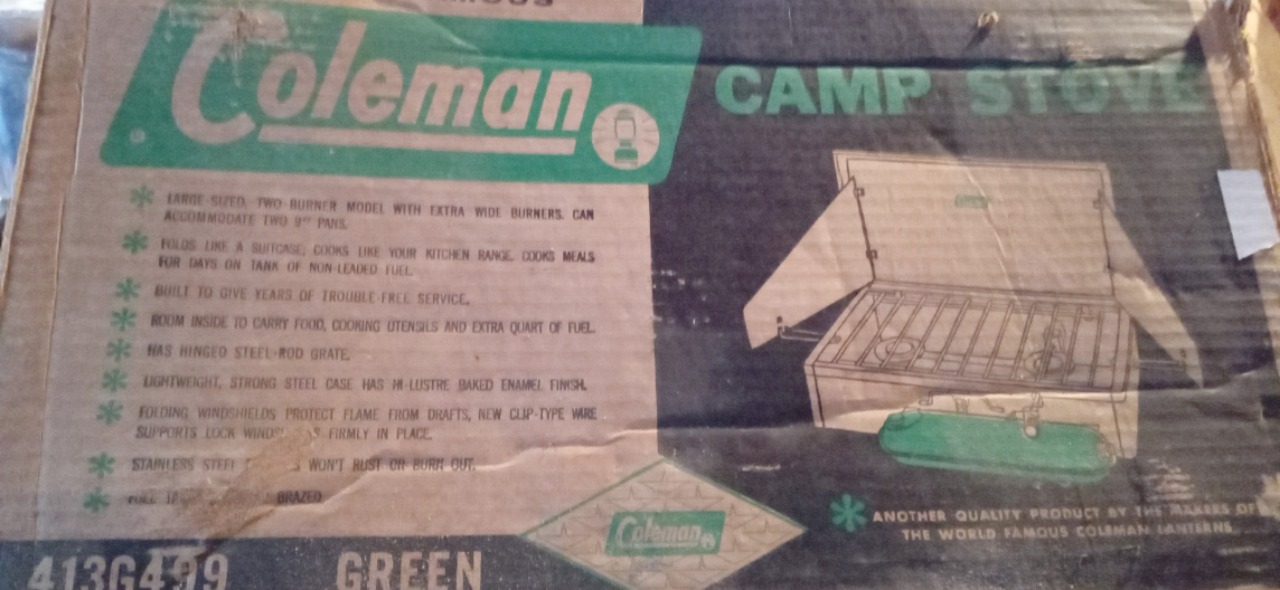 Coleman
CAMP STOVE
LARGE SIZED, TWO-BURNER MODEL WITH EXTRA WIDE BURNERS. CAN
ACCOMMODATE TWO 9" PANS.
FOLDS LIKE A SUITCASE; COOKS LIKE YOUR KITCHEN RANGE. COOKS MEALS
FOR DAYS ON TANK OF NON-LEADED FUEL.
BUILT TO GIVE YEARS OF TROUBLE-FREE SERVICE.
ROOM INSIDE TO CARRY FOOD, COOKING UTENSILS AND EXTRA QUART OF FUEL.
HAS HINGED STEEL-ROD GRATE.
LIGHTWEIGHT, STRONG STEEL CASE HAS HI-LUSTRE BAKED ENAMEL FINISH.
FOLDING WINDSHIELDS PROTECT FLAME FROM DRAFTS, NEW CLIP-TYPE WIRE
SUPPORTS LOCK FIRMLY IN PLACE.
STAINLESS STEEL WON'T RUST OR BURN OUT.
BRAZED
413G499 GREEN
Coleman
ANOTHER QUALITY PRODUCT BY THE MAKERS OF
THE WORLD FAMOUS COLEMAN LANTERNS